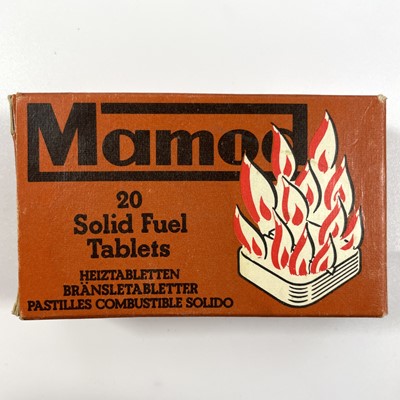 Mamod
20
Solid Fuel
Tablets
HEIZTABLETTEN
BRÄNSLETABLETTER
PASTILLES COMBUSTIBLE SOLIDO